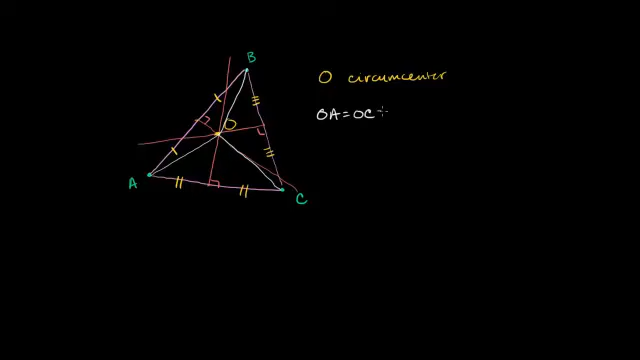 B
O circumcenter
OA = OC =
O
A
C